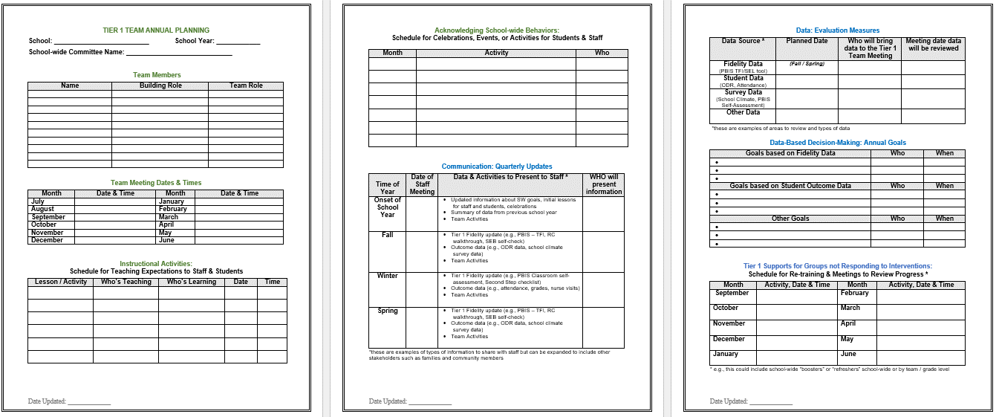 TIER 1 TEAM ANNUAL PLANNING
School: ____________________________ School Year: _____________
School-wide Committee Name: _______________________________
Team Members
Name Building Role Team Role
Team Meeting Dates & Times
Month Date & Time Month Date & Time
July January
August February
September March
October April
November May
December June
Instructional Activities:
Schedule for Teaching Expectations to Staff & Students
Lesson / Activity Who's Teaching Who's Learning Date Time
Date Updated: _____________
Acknowledging School-wide Behaviors:
Schedule for Celebrations, Events, or Activities for Students & Staff
Month Activity Who
Communication: Quarterly Updates
Time of Year Date of Staff Meeting Data & Activities to Present to Staff * WHO will present information
Onset of School Year
• Updated information about SW goals, initial lessons
for staff and students, celebrations
• Summary of data from previous school year
• Team Activities
Fall
• Tier 1 Fidelity update (e.g., PBIS – TFI, RC
walkthrough, SEB self-check)
• Outcome data (e.g., ODR data, school climate
survey data)
• Team Activities
Winter
• Tier 1 Fidelity update (e.g., PBIS Classroom self-
assessment, Second Step checklist)
• Outcome data (e.g., attendance, grades, nurse visits)
• Team Activities
Spring
• Tier 1 Fidelity update (e.g., PBIS – TFI, RC
walkthrough, SEB self-check)
• Outcome data (e.g., ODR data, school climate
survey data)
• Team Activities
*these are examples of types of information to share with staff but can be expanded to include other
stakeholders such as families and community members
Date Updated: _____________
Data: Evaluation Measures
Data Source * Planned Date Who will bring data to the Tier 1 Team Meeting Meeting date data will be reviewed
Fidelity Data (Fall / Spring)
(PBIS TFI/SEL tool)
Student Data
(ODR, Attendance)
Survey Data
(School Climate, PBIS
Self-Assessment)
Other Data
*these are examples of areas to review and types of data
Data-Based Decision-Making: Annual Goals
Goals based on Fidelity Data Who When
•
•
•
Goals based on Student Outcome Data Who When
•
•
•
Other Goals Who When
•
•
•
Tier 1 Supports for Groups not Responding to Interventions:
Schedule for Re-training & Meetings to Review Progress *
Month Activity, Date & Time Month Activity, Date & Time
September February
October March
November April
December May
January June
* e.g., this could include school-wide "boosters" or "refreshers" school-wide or by team / grade level
Date Updated: _____________